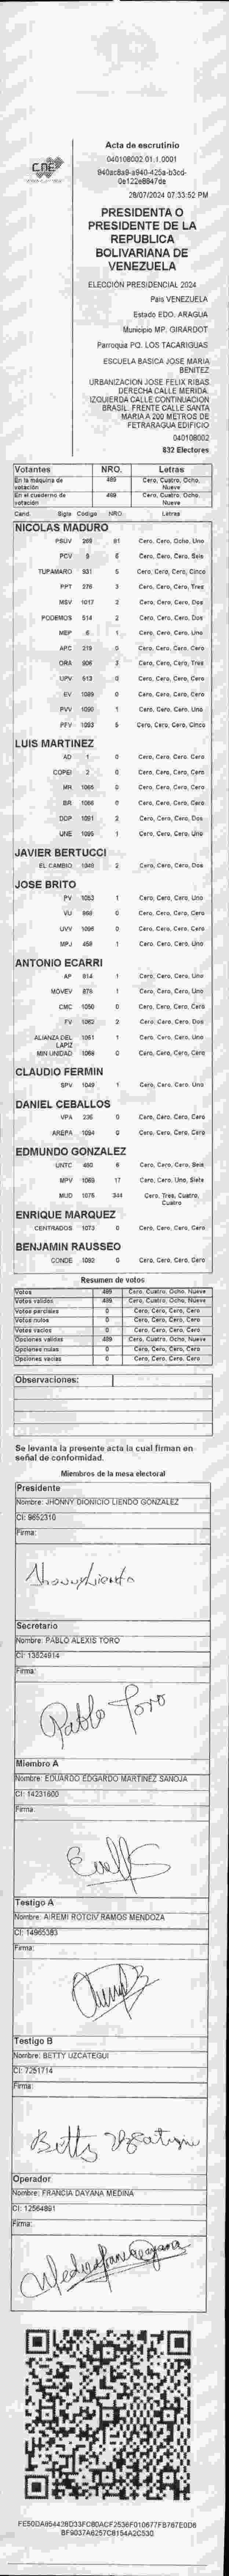 CNE
Acta de escrutinio
040108002.01.1.0001
940ac8a9-a940-425a-b3cd-
0e122e8847de
28/07/2024 07:33:52 PM
PRESIDENTA O
PRESIDENTE DE LA
REPUBLICA
BOLIVARIANA DE
VENEZUELA
ELECCIÓN PRESIDENCIAL 2024
País VENEZUELA
Estado EDO. ARAGUA
Municipio MP. GIRARDOT
Parroquia PQ. LOS TACARIGUAS
ESCUELA BASICA JOSE MARIA
BENITEZ
URBANIZACION JOSE FELIX RIBAS.
DERECHA CALLE MERIDA.
IZQUIERDA CALLE CONTINUACION
BRASIL. FRENTE CALLE SANTA
MARIA A 200 METROS DE
FETRARAGUA EDIFICIO
040108002
832 Electores
Votantes NRO. Letras
En la máquina de votación 489 Cero, Cuatro, Ocho, Nueve
En el cuaderno de votación 489 Cero, Cuatro, Ocho, Nueve
Cand. Sigla Código NRO. Letras
NICOLAS MADURO
PSUV 269 81 Cero, Cero, Ocho, Uno
PCV 9 6 Cero, Cero, Cero, Seis
TUPAMARO 931 5 Cero, Cero, Cero, Cinco
PPT 276 3 Cero, Cero, Cero, Tres
MSV 1017 2 Cero, Cero, Cero, Dos
PODEMOS 514 2 Cero, Cero, Cero, Dos
MEP 6 1 Cero, Cero, Cero, Uno
APC 219 0 Cero, Cero, Cero, Cero
ORA 906 3 Cero, Cero, Cero, Tres
UPV 513 0 Cero, Cero, Cero, Cero
EV 1089 0 Cero, Cero, Cero, Cero
PVV 1090 1 Cero, Cero, Cero, Uno
PFV 1093 5 Cero, Cero, Cero, Cinco
LUIS MARTINEZ
AD 1 0 Cero, Cero, Cero, Cero
COPEI 2 0 Cero, Cero, Cero, Cero
MR 1065 0 Cero, Cero, Cero, Cero
BR 1066 0 Cero, Cero, Cero, Cero
DDP 1091 2 Cero, Cero, Cero, Dos
UNE 1095 1 Cero, Cero, Cero, Uno
JAVIER BERTUCCI
EL CAMBIO 1049 2 Cero, Cero, Cero, Dos
JOSE BRITO
PV 1053 1 Cero, Cero, Cero, Uno
VU 868 0 Cero, Cero, Cero, Cero
UVV 1096 0 Cero, Cero, Cero, Cero
MPJ 458 1 Cero, Cero, Cero, Uno
ANTONIO ECARRI
AP 914 1 Cero, Cero, Cero, Uno
MOVEV 876 1 Cero, Cero, Cero, Uno
CMC 1050 0 Cero, Cero, Cero, Cero
FV 1062 2 Cero, Cero, Cero, Dos
ALIANZA DEL LAPIZ 1051 1 Cero, Cero, Cero, Uno
MIN UNIDAD 1068 0 Cero, Cero, Cero, Cero
CLAUDIO FERMIN
SPV 1049 1 Cero, Cero, Cero, Uno
DANIEL CEBALLOS
VPA 236 0 Cero, Cero, Cero, Cero
AREPA 1094 0 Cero, Cero, Cero, Cero
EDMUNDO GONZALEZ
UNTC 490 6 Cero, Cero, Cero, Seis
MPV 1069 17 Cero, Cero, Uno, Siete
MUD 1075 344 Cero, Tres, Cuatro, Cuatro
ENRIQUE MARQUEZ
CENTRADOS 1073 0 Cero, Cero, Cero, Cero
BENJAMIN RAUSSEO
CONDE 1092 0 Cero, Cero, Cero, Cero
Resumen de votos
Votos 489 Cero, Cuatro, Ocho, Nueve
Votos validos 489 Cero, Cuatro, Ocho, Nueve
Votos parciales 0 Cero, Cero, Cero, Cero
Votos nulos 0 Cero, Cero, Cero, Cero
Votos vacios 0 Cero, Cero, Cero, Cero
Opciones validas 489 Cero, Cuatro, Ocho, Nueve
Opciones nulas 0 Cero, Cero, Cero, Cero
Opciones vacias 0 Cero, Cero, Cero, Cero
Observaciones:
Se levanta la presente acta la cual firman en
señal de conformidad.
Miembros de la mesa electoral
Presidente
Nombre: JHONNY DIONICIO LIENDO GONZALEZ
CI: 9652310
Firma:
Jhonny Liendo
Secretario
Nombre: PABLO ALEXIS TORO
CI: 13524914
Firma:
Pablo Toro
Miembro A
Nombre: EDUARDO EDGARDO MARTINEZ SANOJA
CI: 14231600
Firma:
Testigo A
Nombre: AIREMI ROTCIV RAMOS MENDOZA
CI: 14965383
Firma:
Testigo B
Nombre: BETTY UZCATEGUI
CI: 7251714
Firma:
Betty Uzcategui
Operador
Nombre: FRANCIA DAYANA MEDINA
CI: 12564891
Firma:
Medina Francia Dayana
FE50DA954428D33FC80ACF2536F010677FB767E0D6
BF9037A6257C8154A2C530